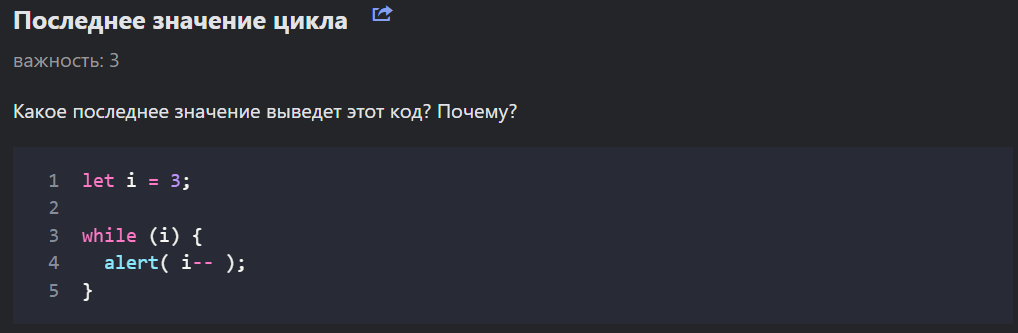 Последнее значение цикла
важность: 3
Какое последнее значение выведет этот код? Почему?
1 let i = 3;
2
3 while (i) {
4   alert( i-- );
5 }